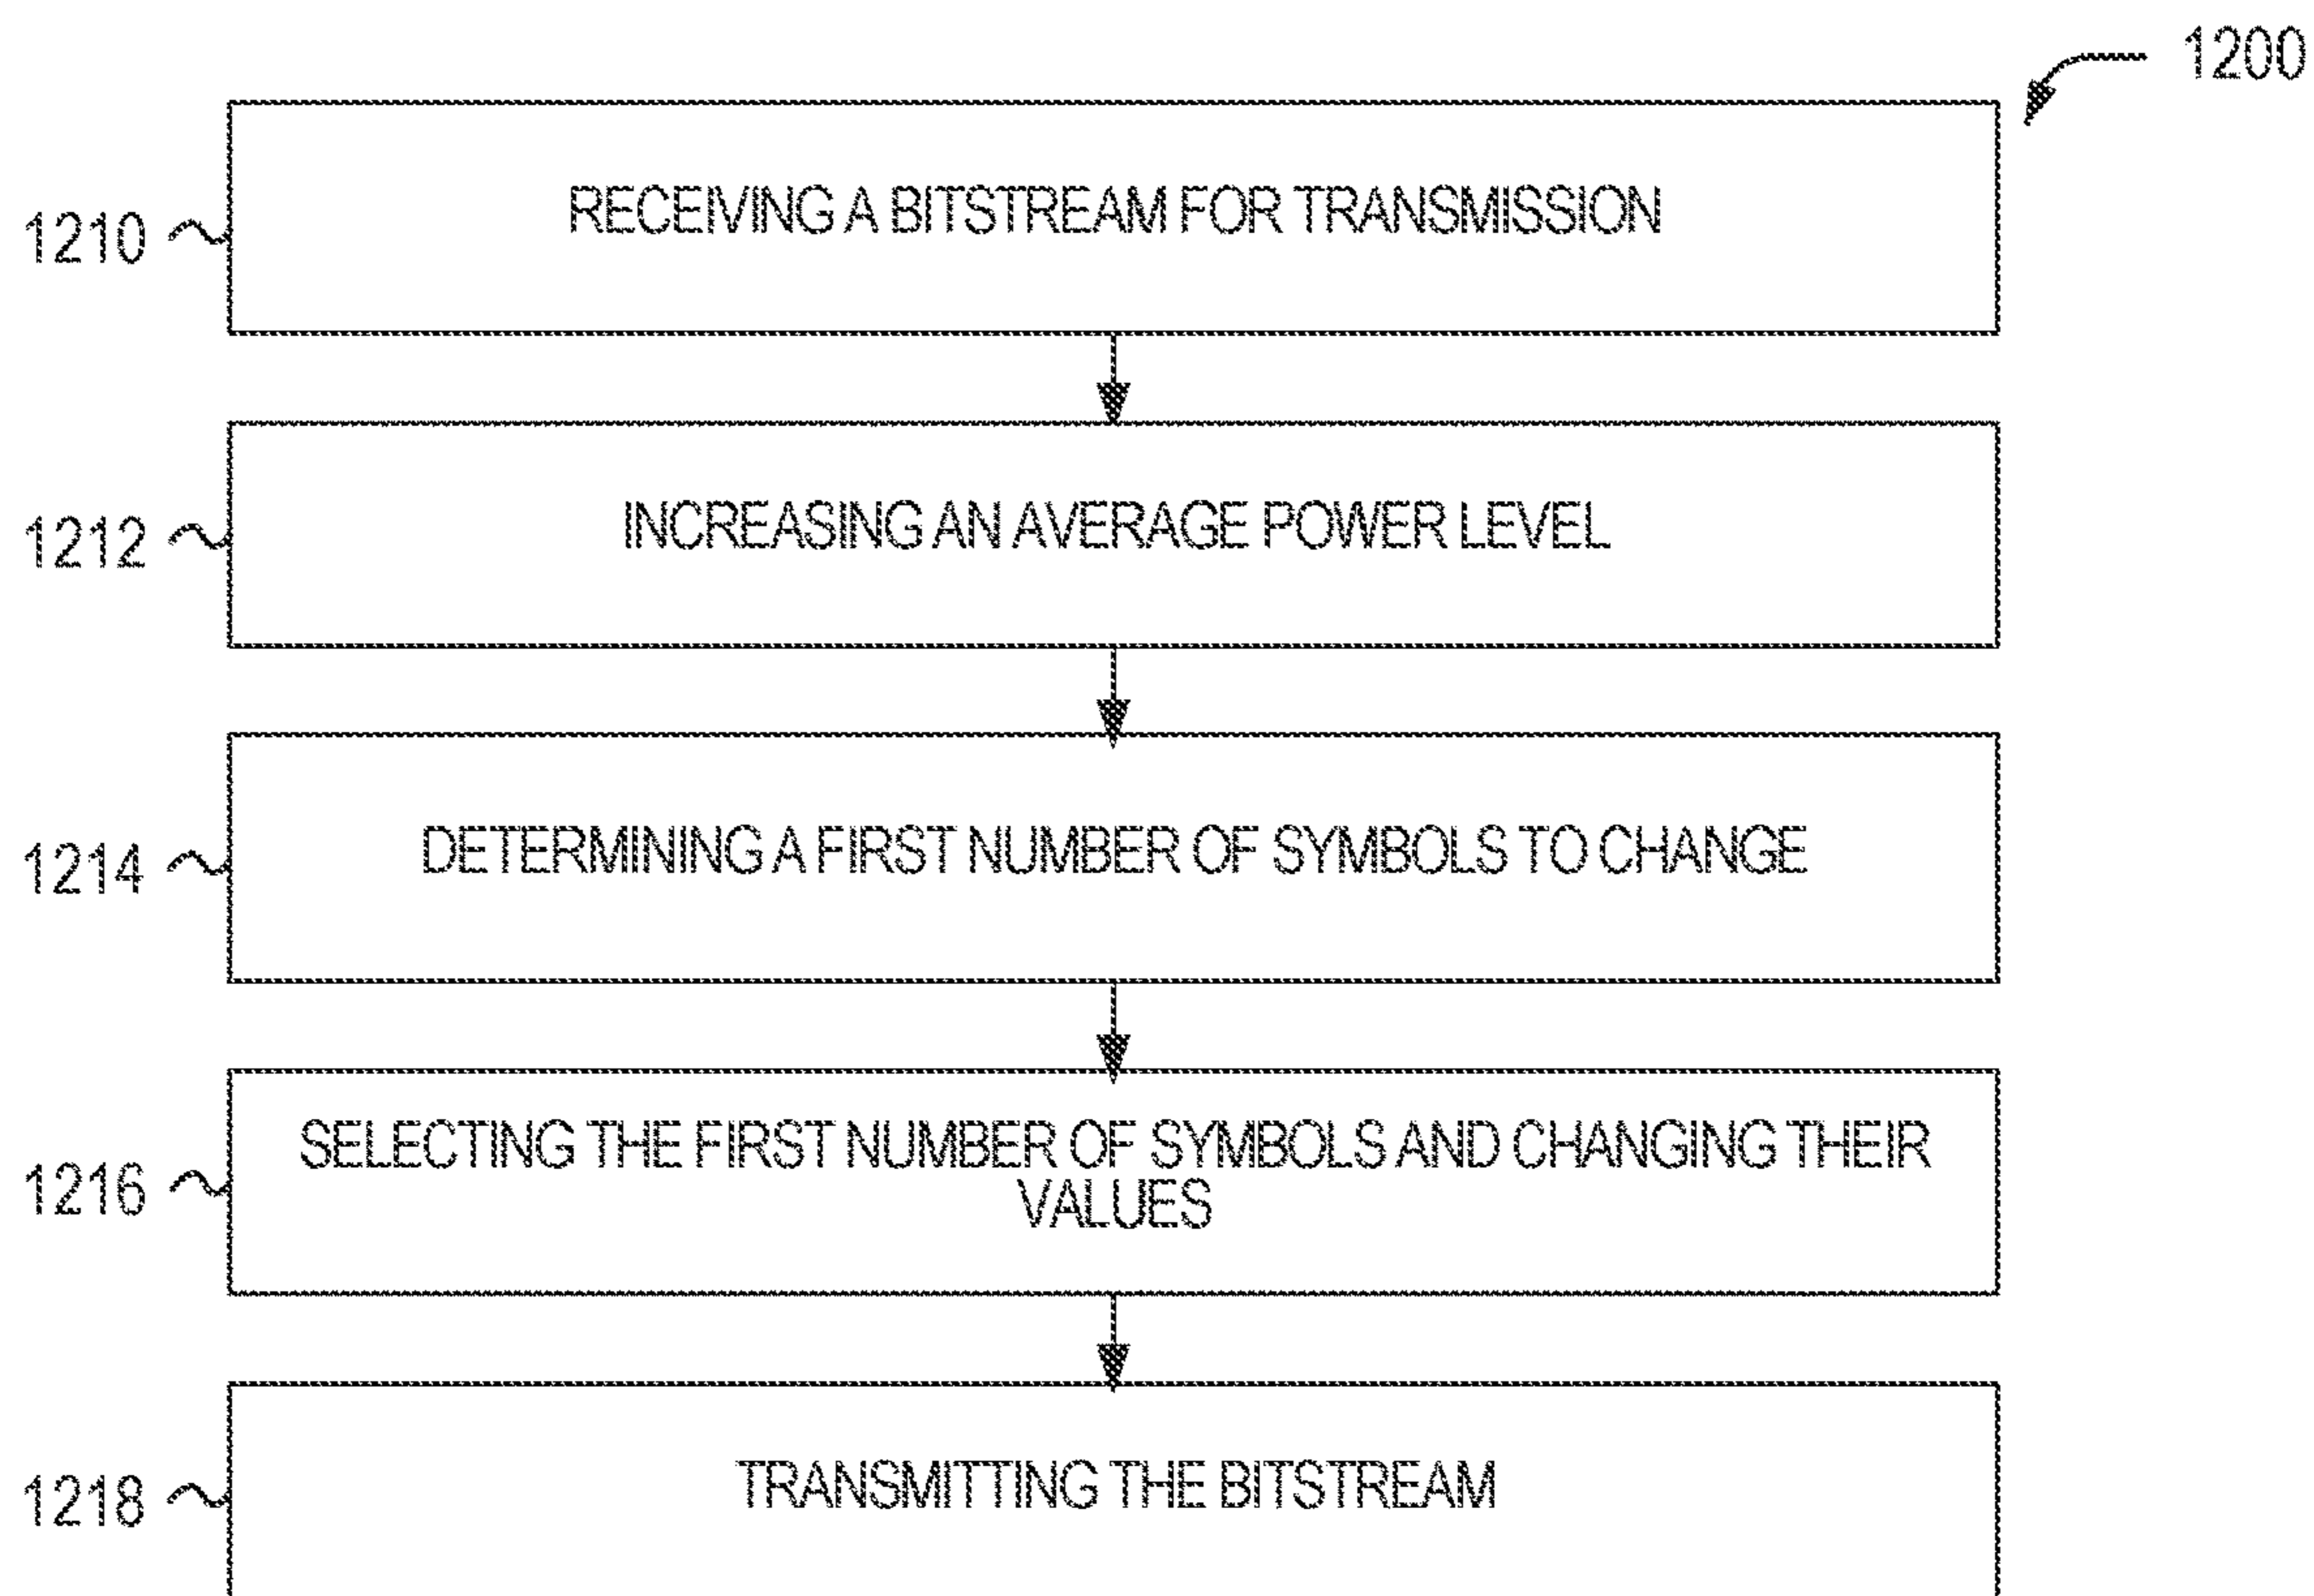 1200
RECEIVING A BITSTREAM FOR TRANSMISSION
1210
INCREASING AN AVERAGE POWER LEVEL
1212
DETERMINING A FIRST NUMBER OF SYMBOLS TO CHANGE
1214
SELECTING THE FIRST NUMBER OF SYMBOLS AND CHANGING THEIR
VALUES
1216
TRANSMITTING THE BITSTREAM
1218